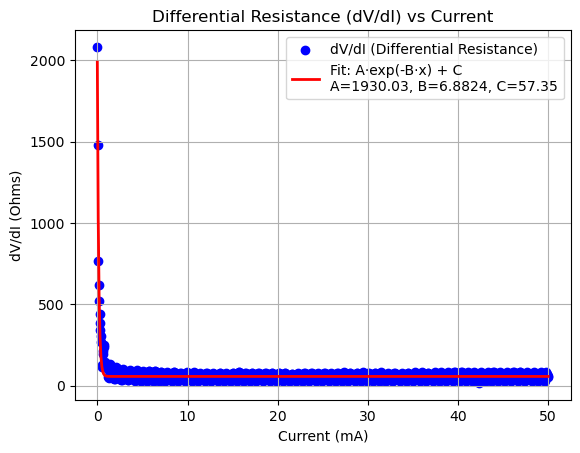 Differential Resistance (dV/dI) vs Current
dV/dI (Differential Resistance)
Fit: A·exp(-B·x) + C
A=1930.03, B=6.8824, C=57.35
dV/dI (Ohms)
2000
1500
1000
500
0
0 10 20 30 40 50
Current (mA)